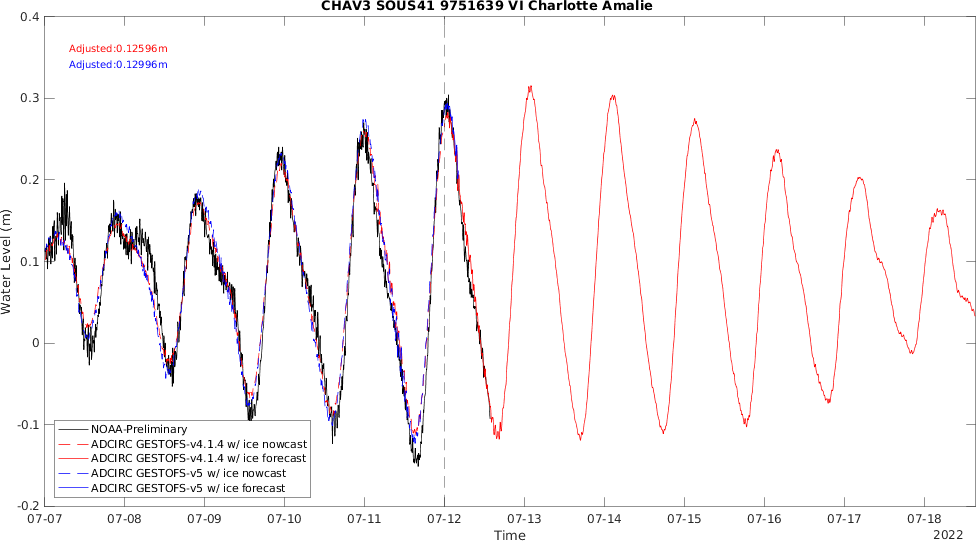 CHAV3 SOUS41 9751639 VI Charlotte Amalie
0.4
Adjusted:0.12596m
Adjusted:0.12996m
0.3
0.2
0.1
0
-0.1
-0.2
Water Level (m)
NOAA-Preliminary
ADCIRC GESTOFS-v4.1.4 w/ ice nowcast
ADCIRC GESTOFS-v4.1.4 w/ ice forecast
ADCIRC GESTOFS-v5 w/ ice nowcast
ADCIRC GESTOFS-v5 w/ ice forecast
07-07 07-08 07-09 07-10 07-11 07-12 07-13 07-14 07-15 07-16 07-17 07-18
Time
2022